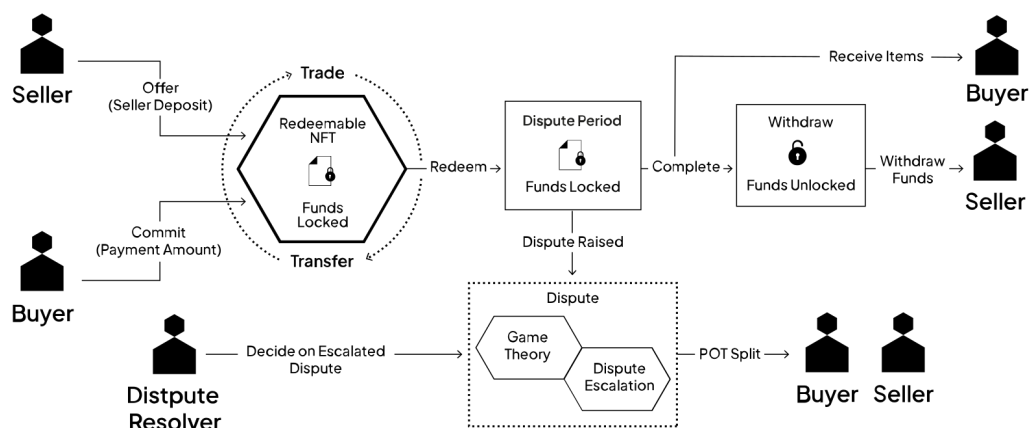 Seller
Offer
(Seller Deposit)
Trade
Redeemable
NFT
Funds
Locked
Transfer
Commit
(Payment Amount)
Buyer
Redeem
Dispute Period
Funds Locked
Complete
Receive Items
Buyer
Withdraw
Funds Unlocked
Withdraw
Funds
Seller
Dispute Raised
Dispute
Game
Theory
Dispute
Escalation
Decide on Escalated
Dispute
Distpute
Resolver
POT Split
Buyer
Seller